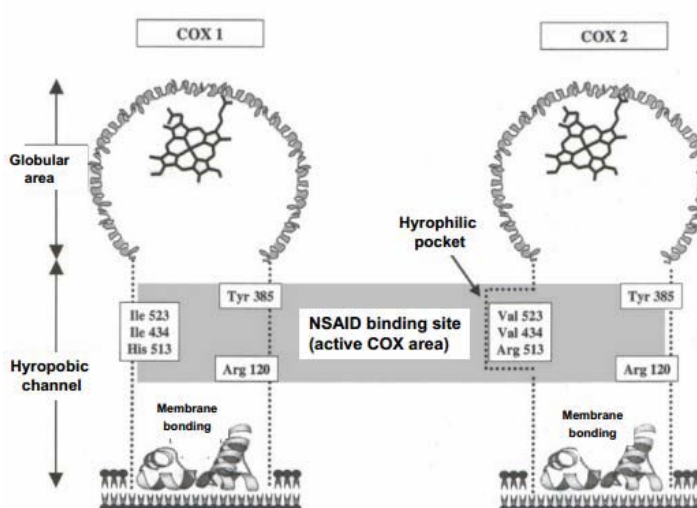 COX 1
COX 2
Globular
area
Hyrophilic
pocket
Tyr 385
Tyr 385
Ile 523
Ile 434
His 513
NSAID binding site
(active COX area)
Val 523
Val 434
Arg 513
Hyropobic
channel
Arg 120
Arg 120
Membrane
bonding
Membrane
bonding